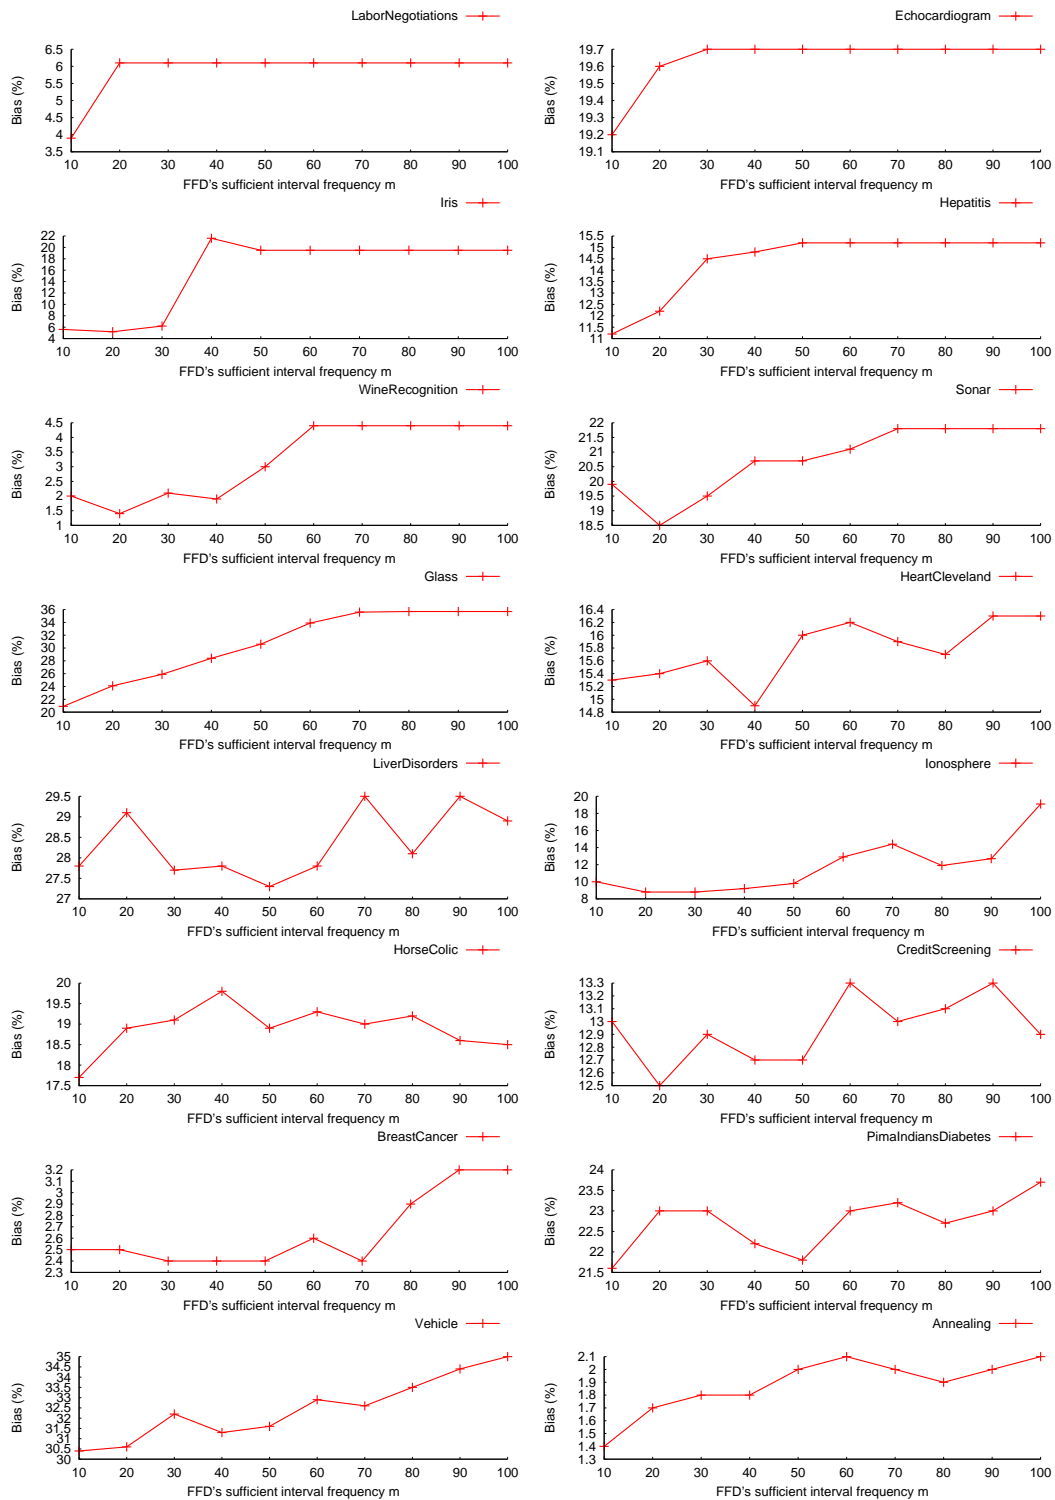 LaborNegotiations
Bias (%)
6.5
6
5.5
5
4.5
4
3.5
10 20 30 40 50 60 70 80 90 100
FFD's sufficient interval frequency m
Echocardiogram
Bias (%)
19.7
19.6
19.5
19.4
19.3
19.2
19.1
10 20 30 40 50 60 70 80 90 100
FFD's sufficient interval frequency m
Iris
Bias (%)
22
20
18
16
14
12
10
8
6
4
10 20 30 40 50 60 70 80 90 100
FFD's sufficient interval frequency m
Hepatitis
Bias (%)
15.5
15
14.5
14
13.5
13
12.5
12
11.5
11
10 20 30 40 50 60 70 80 90 100
FFD's sufficient interval frequency m
WineRecognition
Bias (%)
4.5
4
3.5
3
2.5
2
1.5
1
10 20 30 40 50 60 70 80 90 100
FFD's sufficient interval frequency m
Sonar
Bias (%)
22
21.5
21
20.5
20
19.5
19
18.5
10 20 30 40 50 60 70 80 90 100
FFD's sufficient interval frequency m
Glass
Bias (%)
36
34
32
30
28
26
24
22
20
10 20 30 40 50 60 70 80 90 100
FFD's sufficient interval frequency m
HeartCleveland
Bias (%)
16.4
16.2
16
15.8
15.6
15.4
15.2
15
14.8
10 20 30 40 50 60 70 80 90 100
FFD's sufficient interval frequency m
LiverDisorders
Bias (%)
29.5
29
28.5
28
27.5
27
10 20 30 40 50 60 70 80 90 100
FFD's sufficient interval frequency m
Ionosphere
Bias (%)
20
18
16
14
12
10
8
10 20 30 40 50 60 70 80 90 100
FFD's sufficient interval frequency m
HorseColic
Bias (%)
20
19.5
19
18.5
18
17.5
10 20 30 40 50 60 70 80 90 100
FFD's sufficient interval frequency m
CreditScreening
Bias (%)
13.3
13.2
13.1
13
12.9
12.8
12.7
12.6
12.5
10 20 30 40 50 60 70 80 90 100
FFD's sufficient interval frequency m
BreastCancer
Bias (%)
3.2
3.1
3
2.9
2.8
2.7
2.6
2.5
2.4
2.3
10 20 30 40 50 60 70 80 90 100
FFD's sufficient interval frequency m
PimaIndiansDiabetes
Bias (%)
24
23.5
23
22.5
22
21.5
10 20 30 40 50 60 70 80 90 100
FFD's sufficient interval frequency m
Vehicle
Bias (%)
35
34.5
34
33.5
33
32.5
32
31.5
31
30.5
30
10 20 30 40 50 60 70 80 90 100
FFD's sufficient interval frequency m
Annealing
Bias (%)
2.1
2
1.9
1.8
1.7
1.6
1.5
1.4
1.3
10 20 30 40 50 60 70 80 90 100
FFD's sufficient interval frequency m